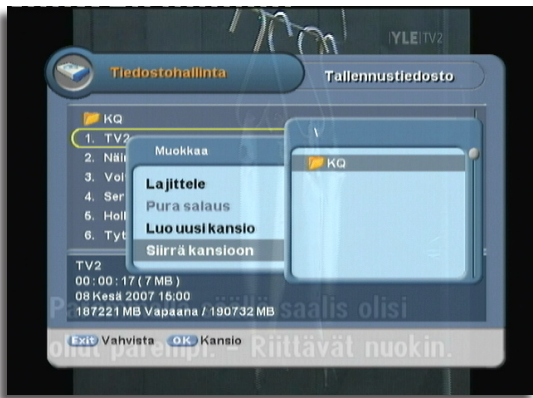 YLE TV2
Tiedostohallinta
Tallennustiedosto
KQ
1. TV2
2. Näin
3. Vol
4. Ser
5. Holl
6. Tyt
Muokkaa
Lajittele
Pura salaus
Luo uusi kansio
Siirrä kansioon
\
KQ
TV2
00:00:17 ( 7 MB )
08 Kesä 2007 15:00
187221 MB Vapaana / 190732 MB
säällä saalis olisi
ollut parempi. – Riittävät nuokin.
Exit Vahvista OK Kansio